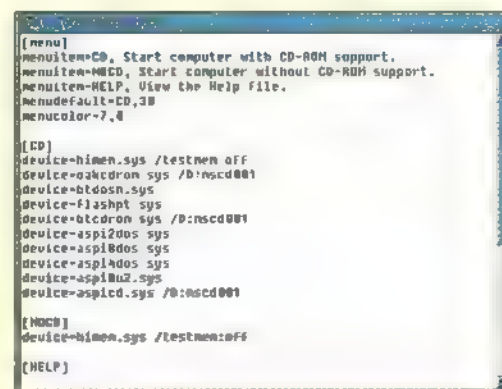 [menu]
menuitem=CD, Start computer with CD-ROM support.
menuitem=NOCD, Start computer without CD-ROM support.
menuitem=HELP, View the Help File.
menudefault=CD,30
menucolor=7,0
[CD]
device=himem.sys /testmem off
device=oakcdrom sys /D:mscd001
device=btdosm.sys
device=flashpt sys
device=btcdrom sys /D:mscd001
device=aspi2dos sys
device=aspi8dos sys
device=aspi4dos sys
device=aspi8u2.sys
device=aspicd.sys /D:mscd001
[NOCD]
device=himem.sys /testmem:off
[HELP]